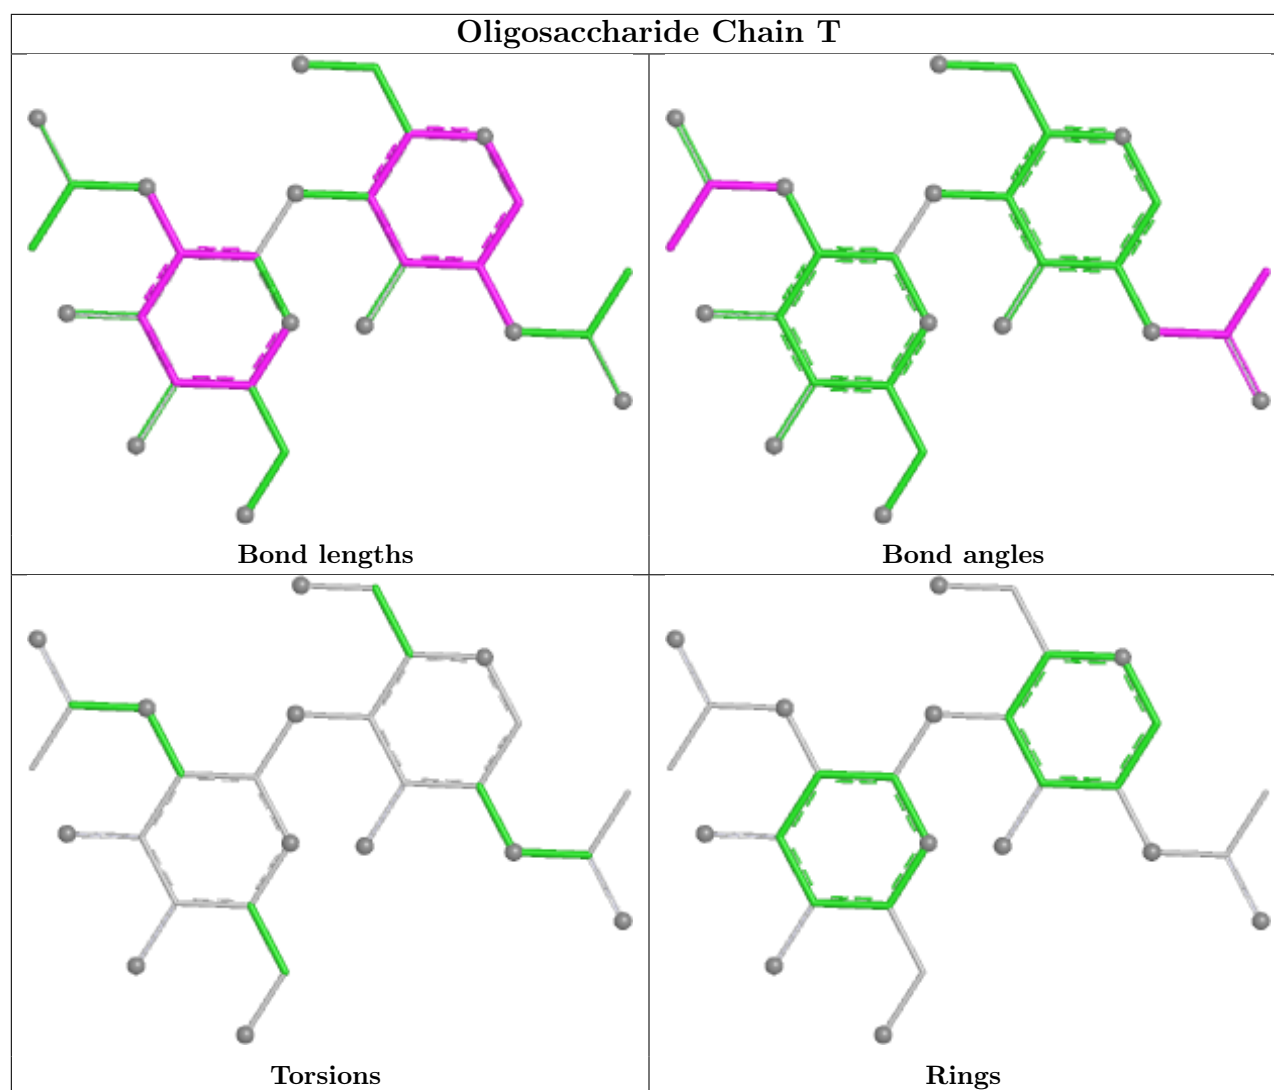 Oligosaccharide Chain T
Bond lengths
Bond angles
Torsions
Rings